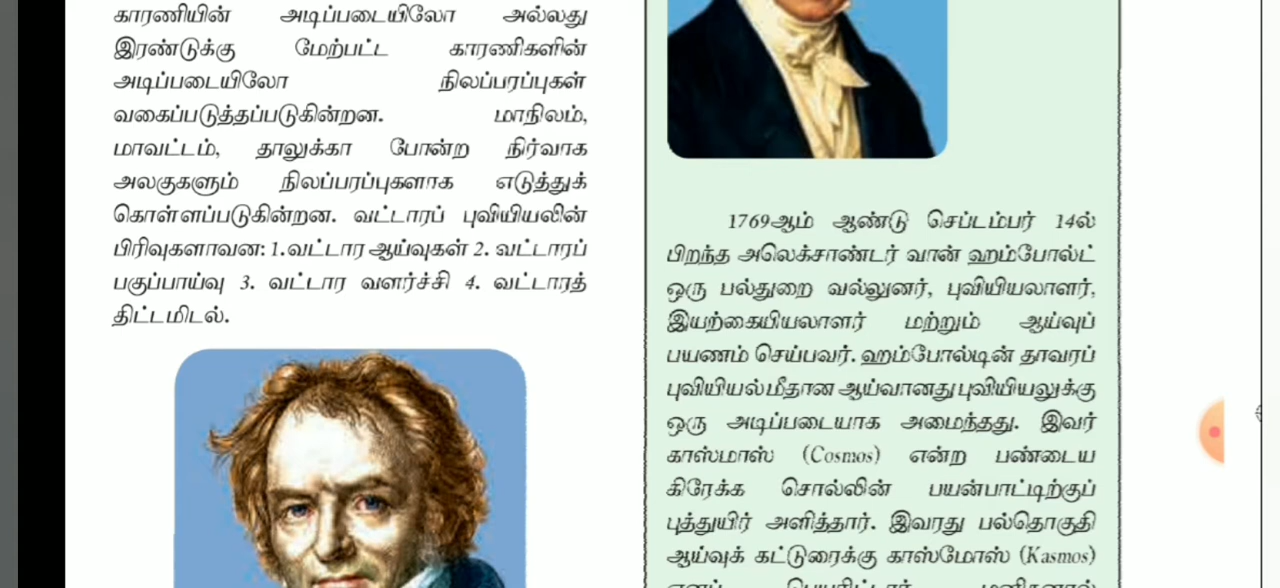 காரணியின் அடிப்படையிலோ அல்லது
இரண்டுக்கு மேற்பட்ட காரணிகளின்
அடிப்படையிலோ நிலப்பரப்புகள்
வகைப்படுத்தப்படுகின்றன. மாநிலம்,
மாவட்டம், தாலுக்கா போன்ற நிர்வாக
அலகுகளும் நிலப்பரப்புகளாக எடுத்துக்
கொள்ளப்படுகின்றன. வட்டாரப் புவியியலின்
பிரிவுகளாவன: 1.வட்டார ஆய்வுகள் 2. வட்டாரப்
பகுப்பாய்வு 3. வட்டார வளர்ச்சி 4. வட்டாரத்
திட்டமிடல்.
1769ஆம் ஆண்டு செப்டம்பர் 14ல்
பிறந்த அலெக்சாண்டர் வான் ஹம்போல்ட்
ஒரு பல்துறை வல்லுனர், புவியியலாளர்,
இயற்கையியலாளர் மற்றும் ஆய்வுப்
பயணம் செய்பவர். ஹம்போல்டின் தாவரப்
புவியியல்மீதான ஆய்வானது புவியியலுக்கு
ஒரு அடிப்படையாக அமைந்தது. இவர்
காஸ்மாஸ் (Cosmos) என்ற பண்டைய
கிரேக்க சொல்லின் பயன்பாட்டிற்குப்
புத்துயிர் அளித்தார். இவரது பல்தொகுதி
ஆய்வுக் கட்டுரைக்கு காஸ்மோஸ் (Kasmos)
எனப் பெயரிட்டார்.